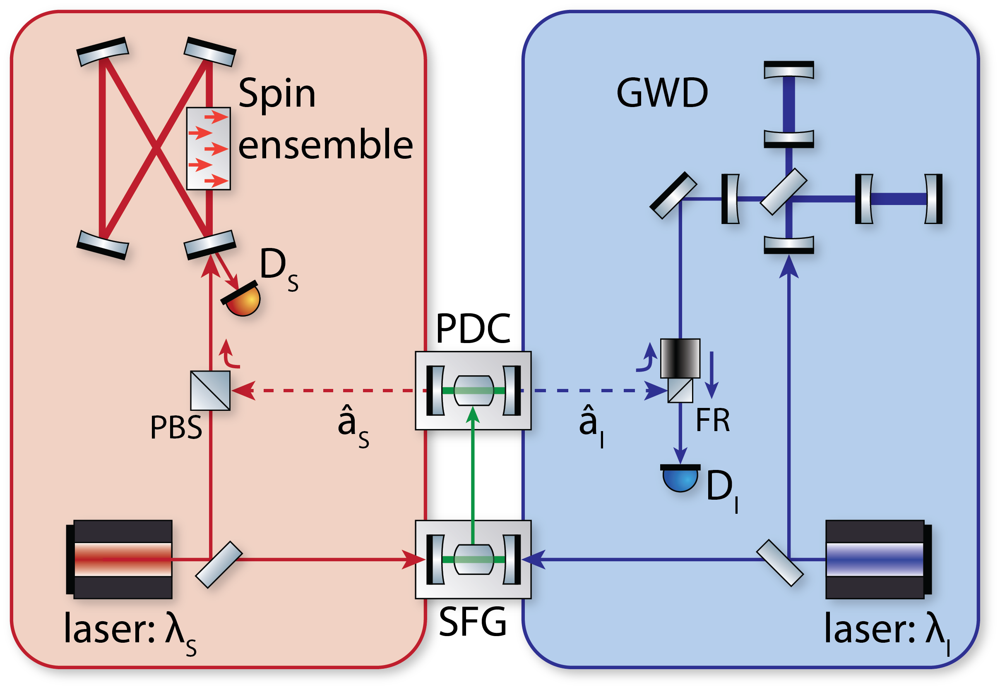 Spin
ensemble
GWD
D_S
PDC
PBS
â_S
â_I
FR
D_I
SFG
laser: λ_S
laser: λ_I